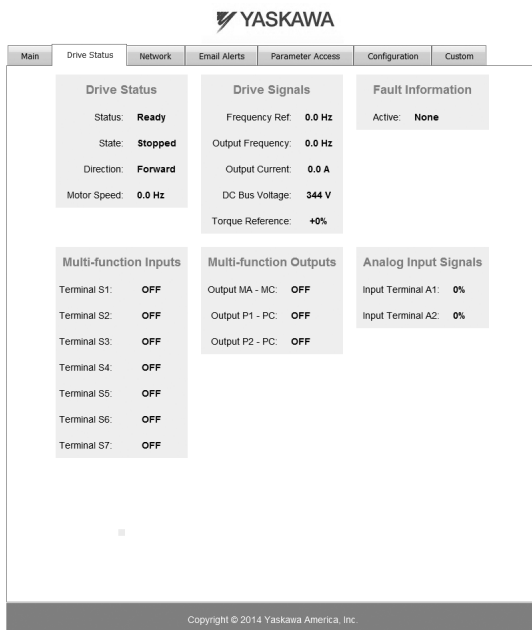 YASKAWA
Main Drive Status Network Email Alerts Parameter Access Configuration Custom
Drive Status
Status: Ready
State: Stopped
Direction: Forward
Motor Speed: 0.0 Hz
Drive Signals
Frequency Ref: 0.0 Hz
Output Frequency: 0.0 Hz
Output Current: 0.0 A
DC Bus Voltage: 344 V
Torque Reference: +0%
Fault Information
Active: None
Multi-function Inputs
Terminal S1: OFF
Terminal S2: OFF
Terminal S3: OFF
Terminal S4: OFF
Terminal S5: OFF
Terminal S6: OFF
Terminal S7: OFF
Multi-function Outputs
Output MA - MC: OFF
Output P1 - PC: OFF
Output P2 - PC: OFF
Analog Input Signals
Input Terminal A1: 0%
Input Terminal A2: 0%
Copyright © 2014 Yaskawa America, Inc.